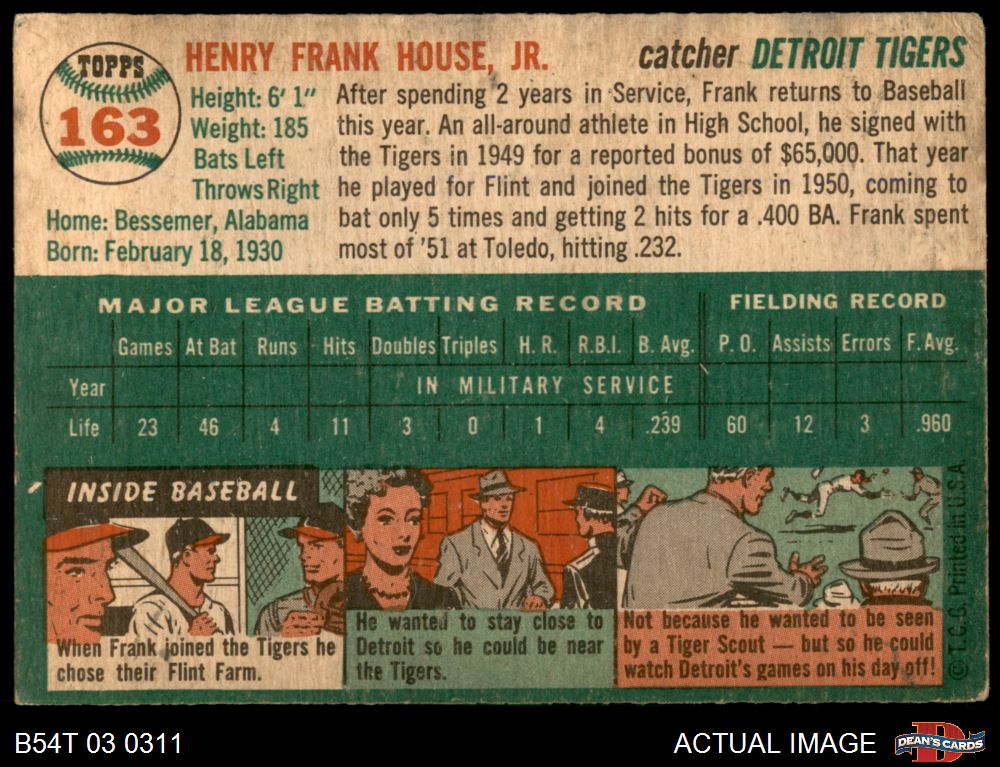 TOPPS
163
HENRY FRANK HOUSE, JR.
catcher DETROIT TIGERS
Height: 6' 1"
Weight: 185
Bats Left
Throws Right
Home: Bessemer, Alabama
Born: February 18, 1930
After spending 2 years in Service, Frank returns to Baseball
this year. An all-around athlete in High School, he signed with
the Tigers in 1949 for a reported bonus of $65,000. That year
he played for Flint and joined the Tigers in 1950, coming to
bat only 5 times and getting 2 hits for a .400 BA. Frank spent
most of '51 at Toledo, hitting .232.
MAJOR LEAGUE BATTING RECORD FIELDING RECORD
Games At Bat Runs Hits Doubles Triples H. R. R.B.I. B. Avg. P. O. Assists Errors F. Avg.
Year IN MILITARY SERVICE
Life 23 46 4 11 3 0 1 4 .239 60 12 3 .960
INSIDE BASEBALL
When Frank joined the Tigers he
chose their Flint Farm.
He wanted to stay close to
Detroit so he could be near
the Tigers.
Not because he wanted to be seen
by a Tiger Scout — but so he could
watch Detroit's games on his day off!
© T.C.G. Printed in U.S.A.
B54T 03 0311
ACTUAL IMAGE
DEAN'S CARDS